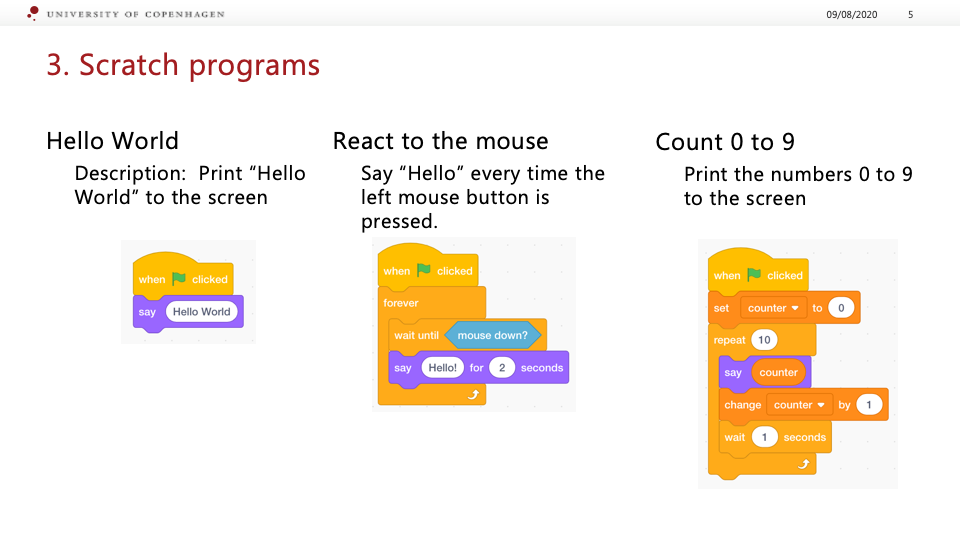 UNIVERSITY OF COPENHAGEN
09/08/2020
5
3. Scratch programs
Hello World
Description:  Print “Hello
World” to the screen
when clicked
say Hello World
React to the mouse
Say “Hello” every time the
left mouse button is
pressed.
when clicked
forever
wait until mouse down?
say Hello! for 2 seconds
Count 0 to 9
Print the numbers 0 to 9
to the screen
when clicked
set counter to 0
repeat 10
say counter
change counter by 1
wait 1 seconds